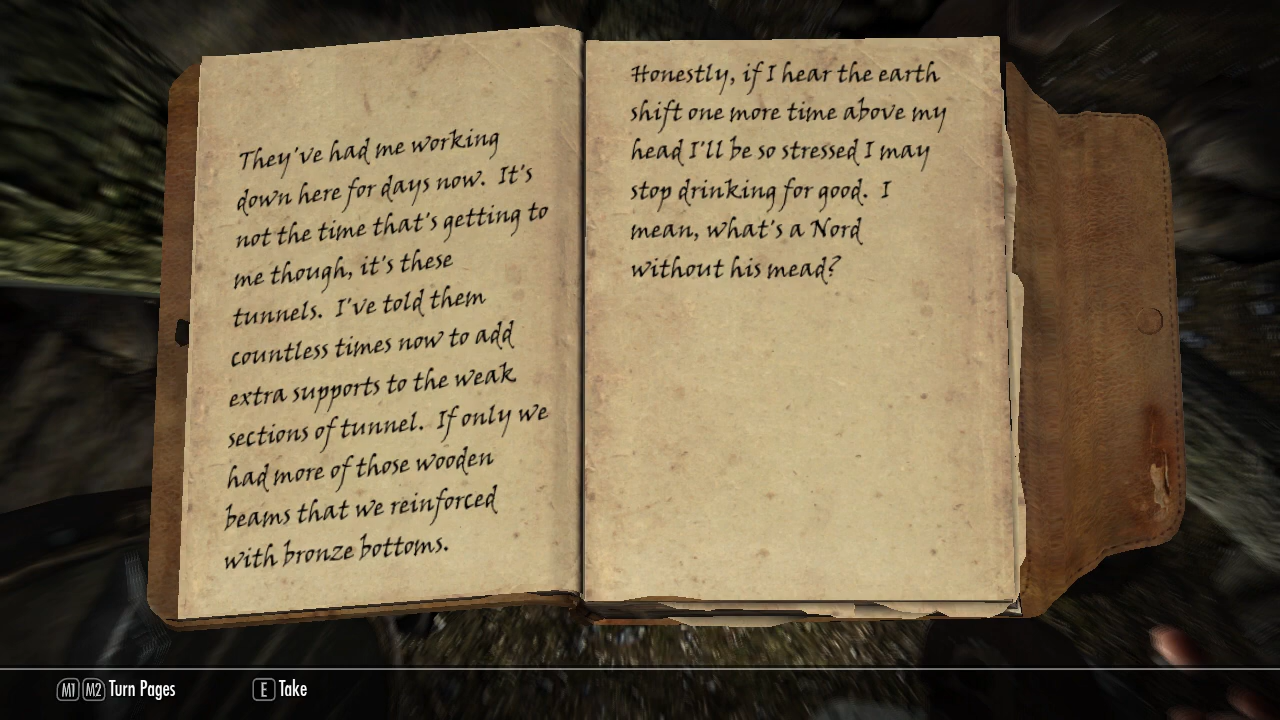 They've had me working
down here for days now. It's
not the time that's getting to
me though, it's these
tunnels. I've told them
countless times now to add
extra supports to the weak
sections of tunnel. If only we
had more of those wooden
beams that we reinforced
with bronze bottoms.
Honestly, if I hear the earth
shift one more time above my
head I'll be so stressed I may
stop drinking for good. I
mean, what's a Nord
without his mead?
M1 M2 Turn Pages
E Take